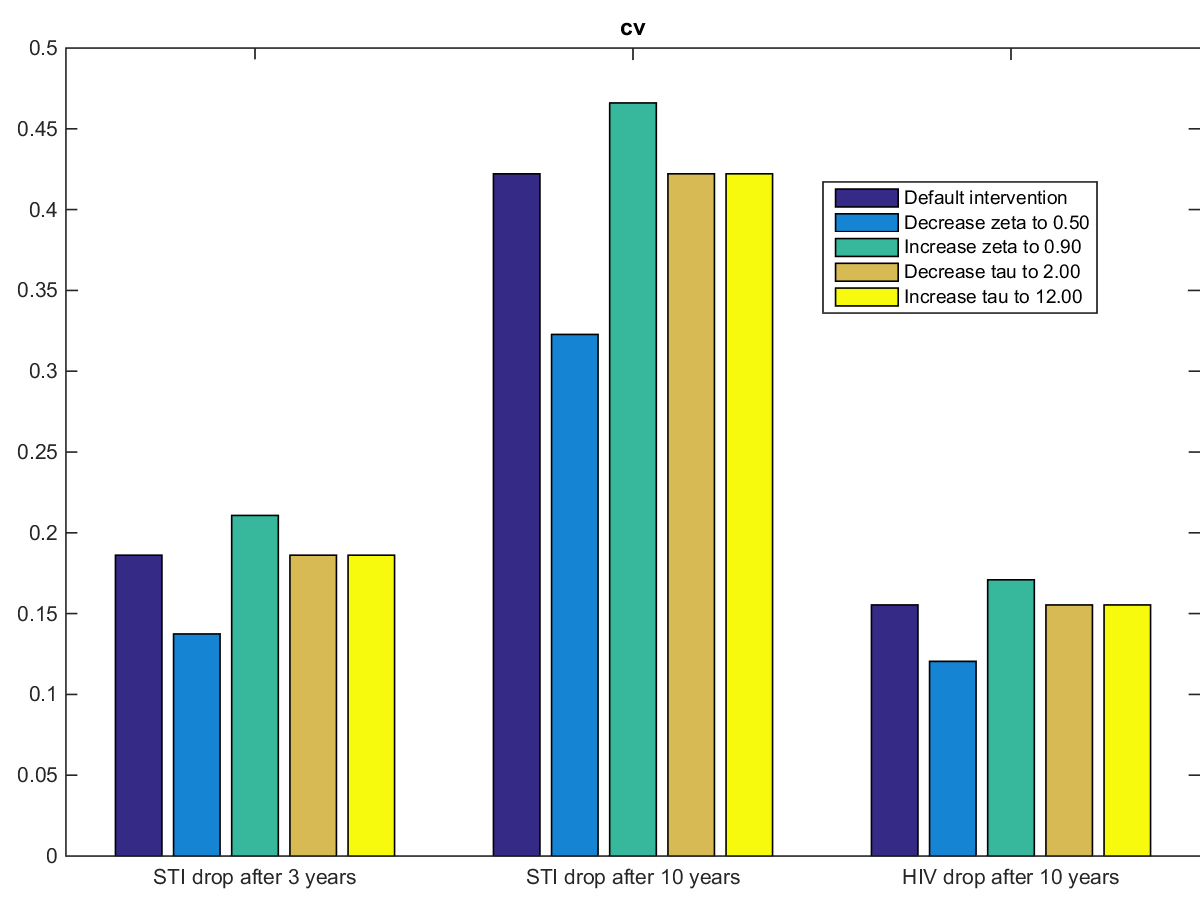 cv
0.5
0.45
0.4
0.35
0.3
0.25
0.2
0.15
0.1
0.05
0
Default intervention
Decrease zeta to 0.50
Increase zeta to 0.90
Decrease tau to 2.00
Increase tau to 12.00
STI drop after 3 years
STI drop after 10 years
HIV drop after 10 years